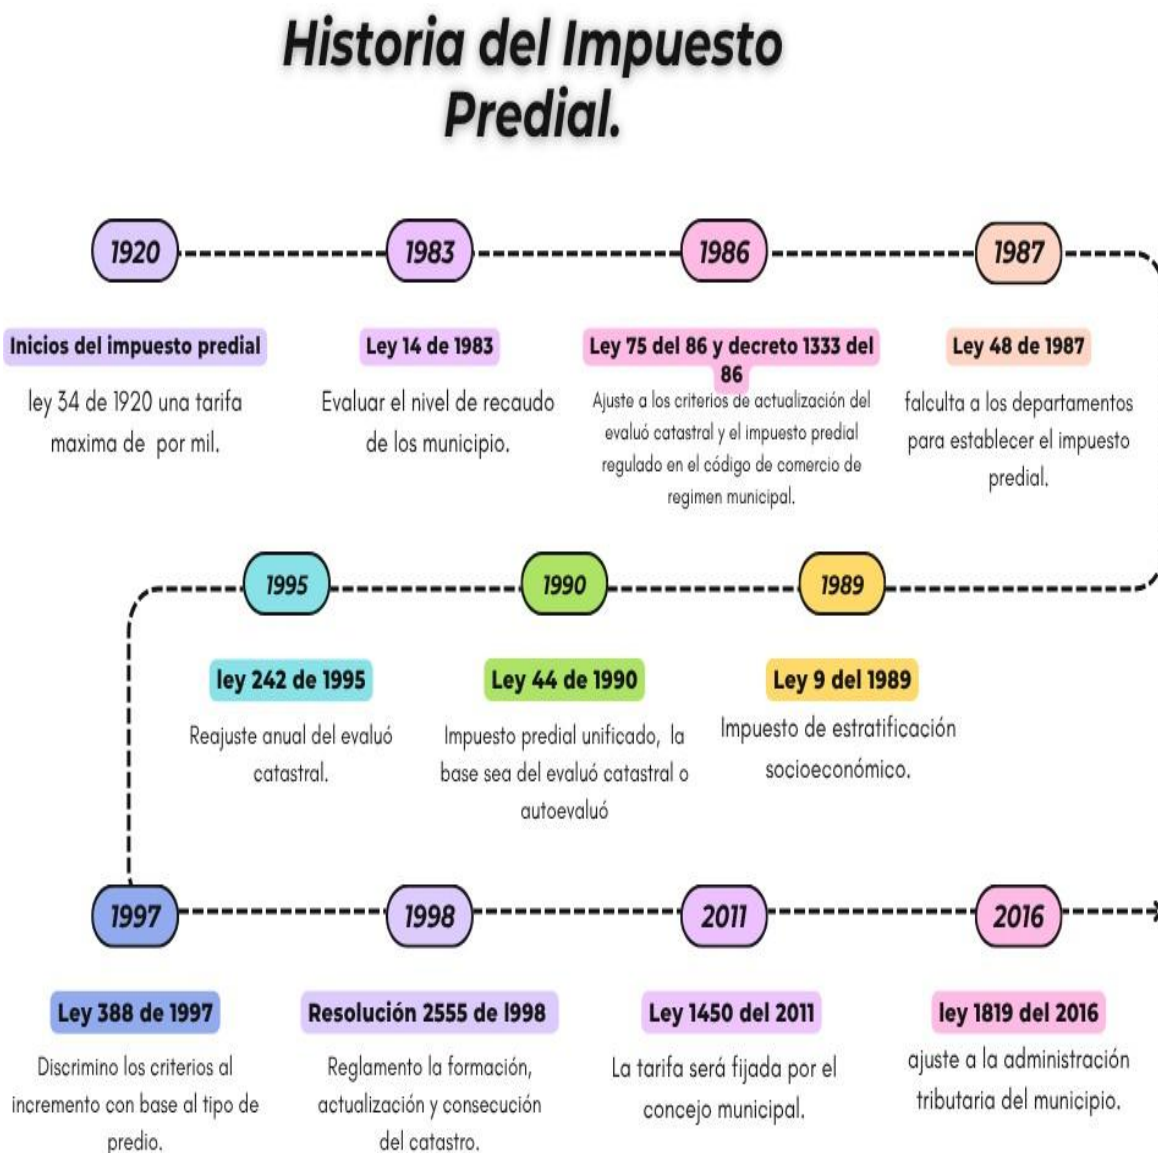 Historia del Impuesto
Predial.
1920
1983
1986
1987
Inicios del impuesto predial
ley 34 de 1920 una tarifa
maxima de por mil.
Ley 14 de 1983
Evaluar el nivel de recaudo
de los municipio.
Ley 75 del 86 y decreto 1333 del
86
Ajuste a los criterios de actualización del
evaluó catastral y el impuesto predial
regulado en el código de comercio de
regimen municipal.
Ley 48 de 1987
falculta a los departamentos
para establecer el impuesto
predial.
1995
1990
1989
ley 242 de 1995
Reajuste anual del evaluó
catastral.
Ley 44 de 1990
Impuesto predial unificado, la
base sea del evaluó catastral o
autoevaluó
Ley 9 del 1989
Impuesto de estratificación
socioeconómico.
1997
1998
2011
2016
Ley 388 de 1997
Discrimino los criterios al
incremento con base al tipo de
predio.
Resolución 2555 de l998
Reglamento la formación,
actualización y consecución
del catastro.
Ley 1450 del 2011
La tarifa será fijada por el
concejo municipal.
ley 1819 del 2016
ajuste a la administración
tributaria del municipio.